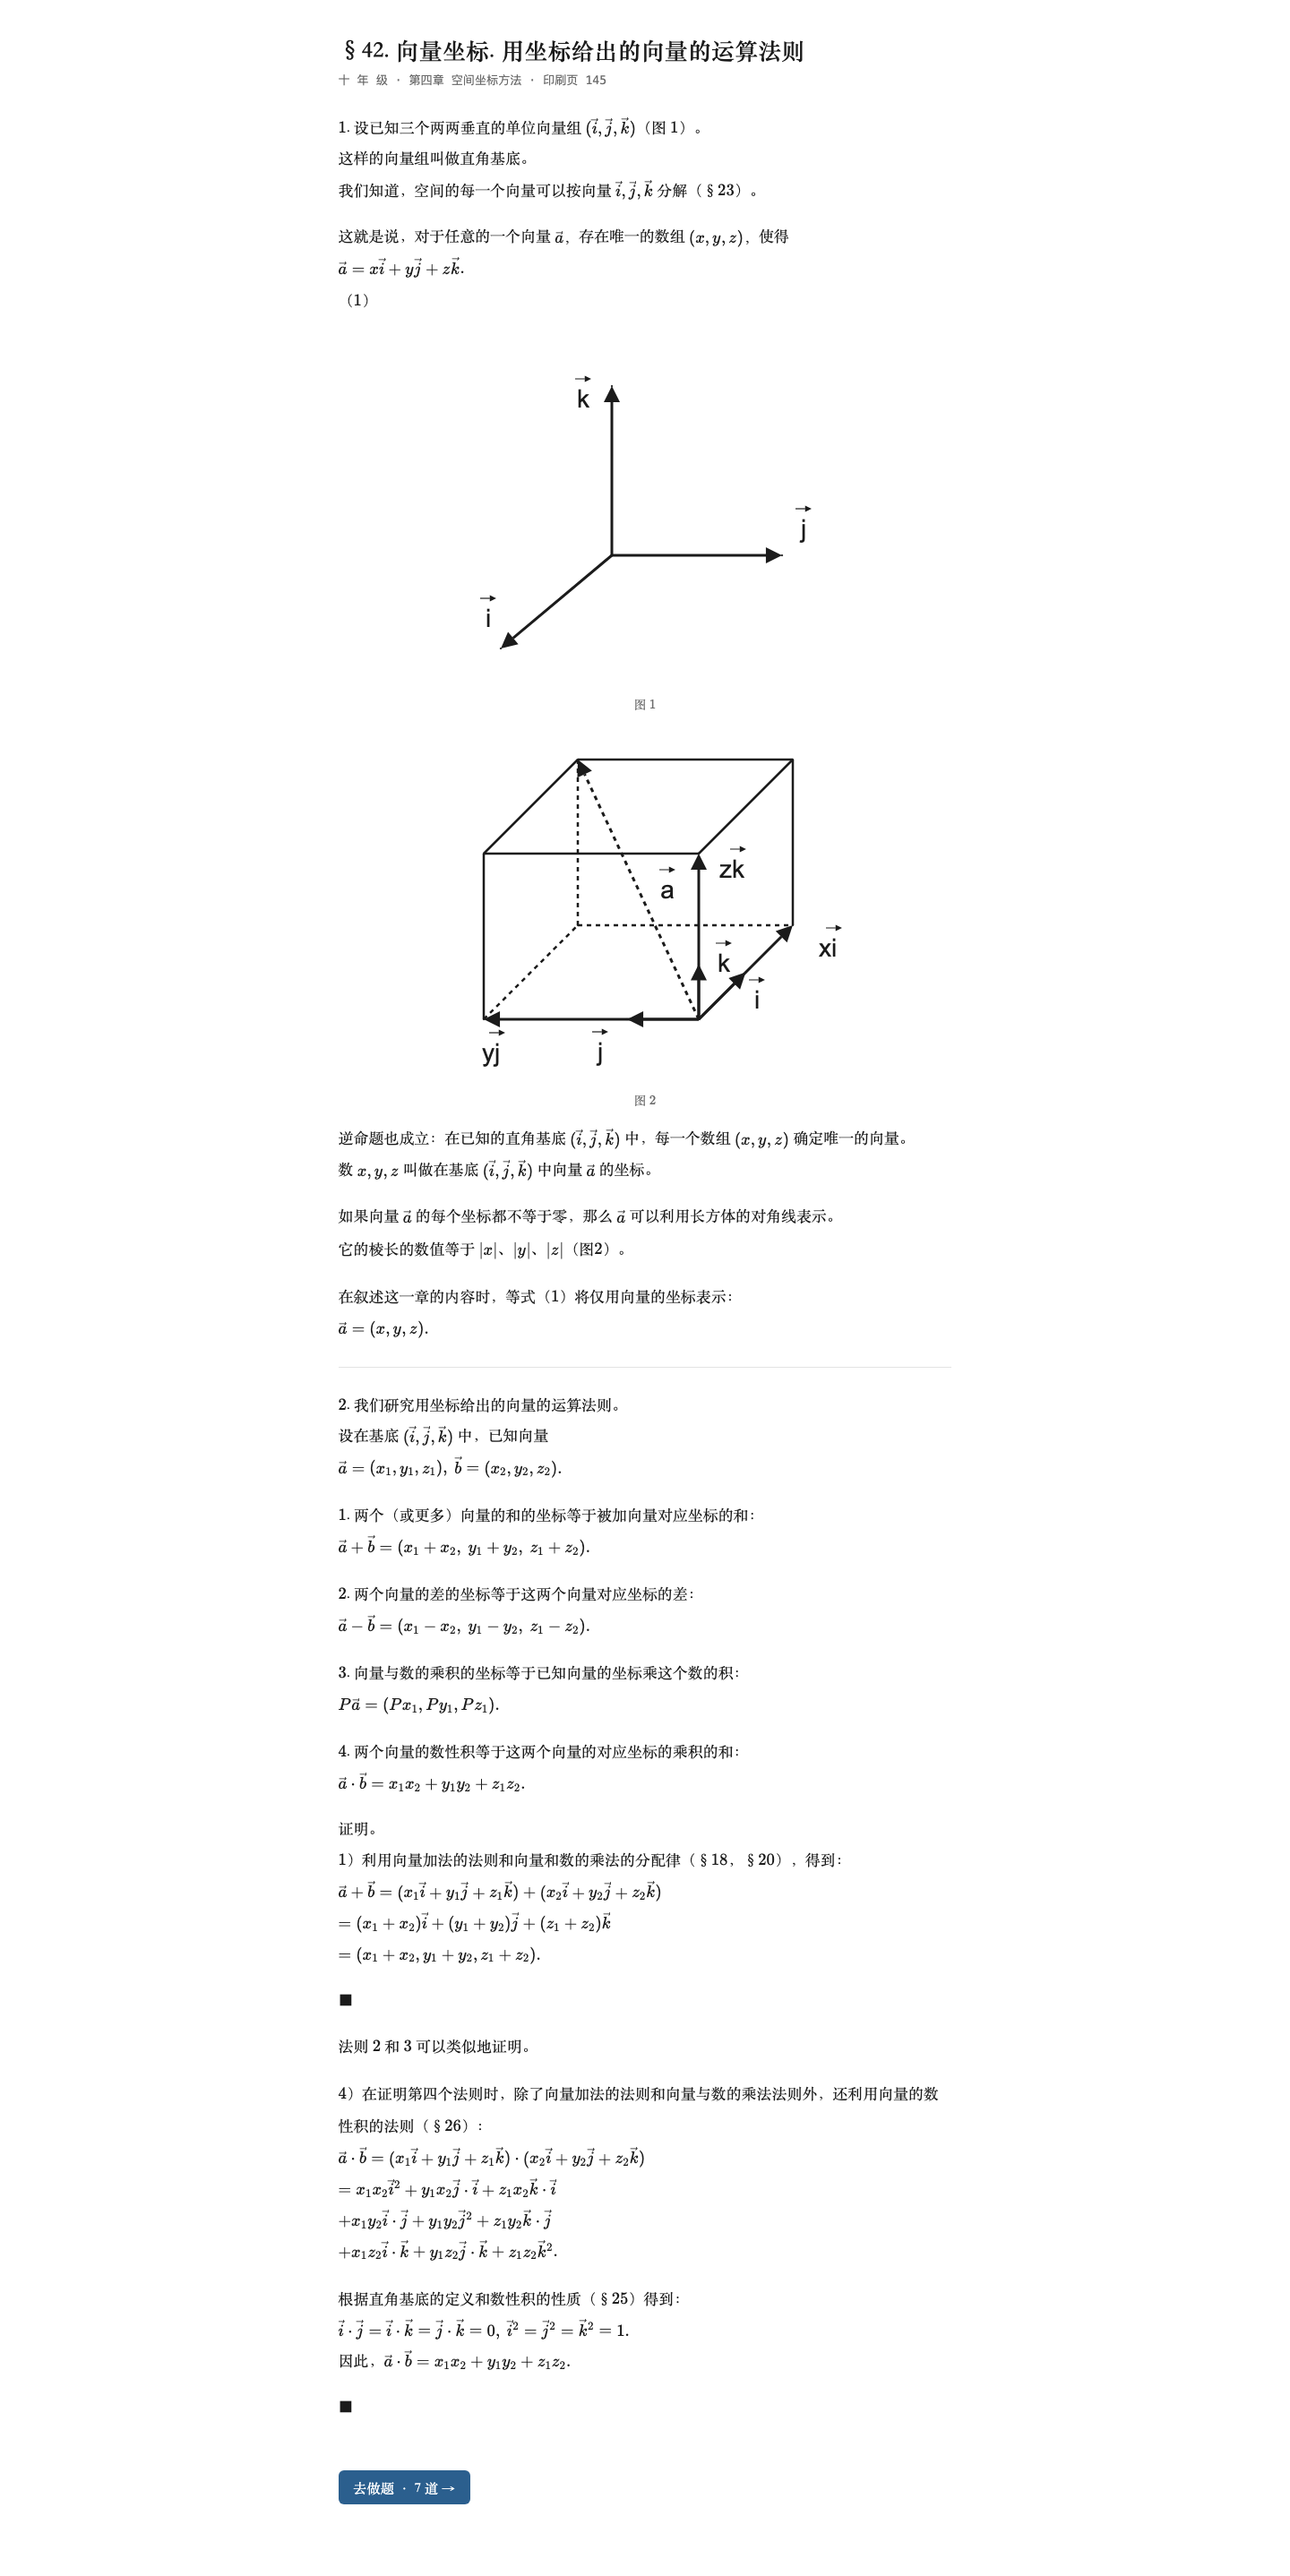 § 42. 向量坐标. 用坐标给出的向量的运算法则
十 年 级 · 第四章 空间坐标方法 · 印刷页 145
1. 设已知三个两两垂直的单位向量组 (i⃗, j⃗, k⃗)（图 1）。
这样的向量组叫做直角基底。
我们知道，空间的每一个向量可以按向量 i⃗, j⃗, k⃗ 分解（§ 23）。
这就是说，对于任意的一个向量 a⃗，存在唯一的数组 (x, y, z)，使得
a⃗ = xi⃗ + yj⃗ + zk⃗.
（1）
k⃗
j⃗
i⃗
图 1
zk⃗
a⃗
xi⃗
k⃗
i⃗
yj⃗
j⃗
图 2
逆命题也成立：在已知的直角基底 (i⃗, j⃗, k⃗) 中，每一个数组 (x, y, z) 确定唯一的向量。
数 x, y, z 叫做在基底 (i⃗, j⃗, k⃗) 中向量 a⃗ 的坐标。
如果向量 a⃗ 的每个坐标都不等于零，那么 a⃗ 可以利用长方体的对角线表示。
它的棱长的数值等于 |x|、|y|、|z|（图2）。
在叙述这一章的内容时，等式（1）将仅用向量的坐标表示：
a⃗ = (x, y, z).
2. 我们研究用坐标给出的向量的运算法则。
设在基底 (i⃗, j⃗, k⃗) 中，已知向量
a⃗ = (x₁, y₁, z₁), b⃗ = (x₂, y₂, z₂).
1. 两个（或更多）向量的和的坐标等于被加向量对应坐标的和：
a⃗ + b⃗ = (x₁ + x₂, y₁ + y₂, z₁ + z₂).
2. 两个向量的差的坐标等于这两个向量对应坐标的差：
a⃗ − b⃗ = (x₁ − x₂, y₁ − y₂, z₁ − z₂).
3. 向量与数的乘积的坐标等于已知向量的坐标乘这个数的积：
Pa⃗ = (Px₁, Py₁, Pz₁).
4. 两个向量的数性积等于这两个向量的对应坐标的乘积的和：
a⃗ · b⃗ = x₁x₂ + y₁y₂ + z₁z₂.
证明。
1）利用向量加法的法则和向量和数的乘法的分配律（§ 18，§ 20），得到：
a⃗ + b⃗ = (x₁i⃗ + y₁j⃗ + z₁k⃗) + (x₂i⃗ + y₂j⃗ + z₂k⃗)
= (x₁ + x₂)i⃗ + (y₁ + y₂)j⃗ + (z₁ + z₂)k⃗
= (x₁ + x₂, y₁ + y₂, z₁ + z₂).
■
法则 2 和 3 可以类似地证明。
4）在证明第四个法则时，除了向量加法的法则和向量与数的乘法法则外，还利用向量的数
性积的法则（§ 26）：
a⃗ · b⃗ = (x₁i⃗ + y₁j⃗ + z₁k⃗) · (x₂i⃗ + y₂j⃗ + z₂k⃗)
= x₁x₂i⃗² + y₁x₂j⃗ · i⃗ + z₁x₂k⃗ · i⃗
+x₁y₂i⃗ · j⃗ + y₁y₂j⃗² + z₁y₂k⃗ · j⃗
+x₁z₂i⃗ · k⃗ + y₁z₂j⃗ · k⃗ + z₁z₂k⃗².
根据直角基底的定义和数性积的性质（§ 25）得到：
i⃗ · j⃗ = i⃗ · k⃗ = j⃗ · k⃗ = 0, i⃗² = j⃗² = k⃗² = 1.
因此，a⃗ · b⃗ = x₁x₂ + y₁y₂ + z₁z₂.
■
去做题 · 7 道 →